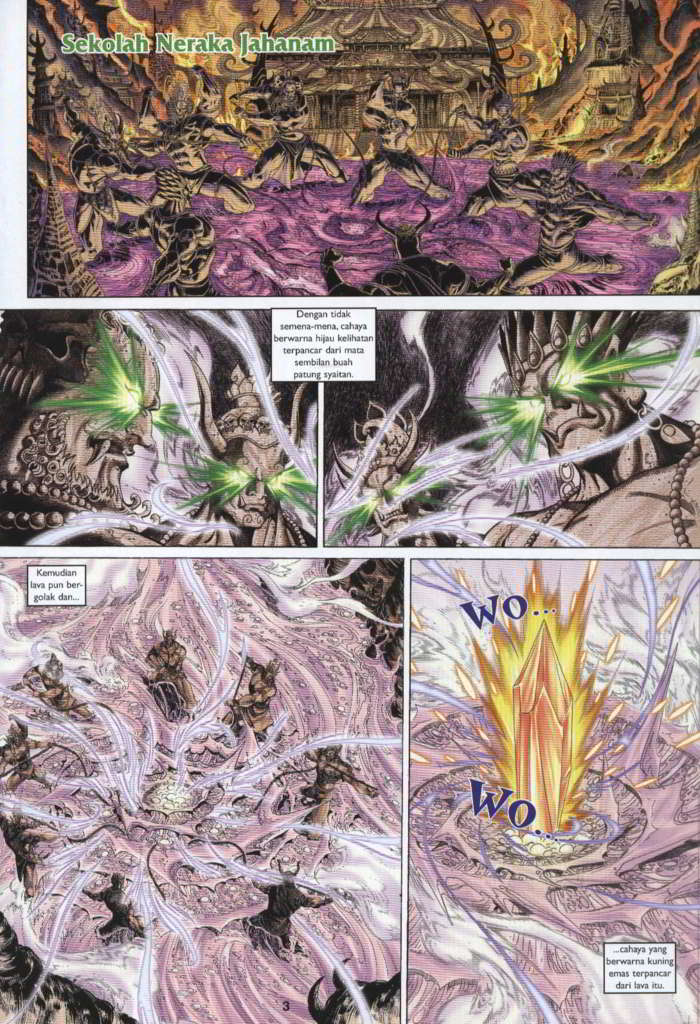 Sekolah Neraka Jahanam
Dengan tidak
semena-mena, cahaya
berwarna hijau kelihatan
terpancar dari mata
sembilan buah
patung syaitan.
Kemudian
lava pun ber-
golak dan...
WO...
WO...
...cahaya yang
berwarna kuning
emas terpancar
dari lava itu.
3